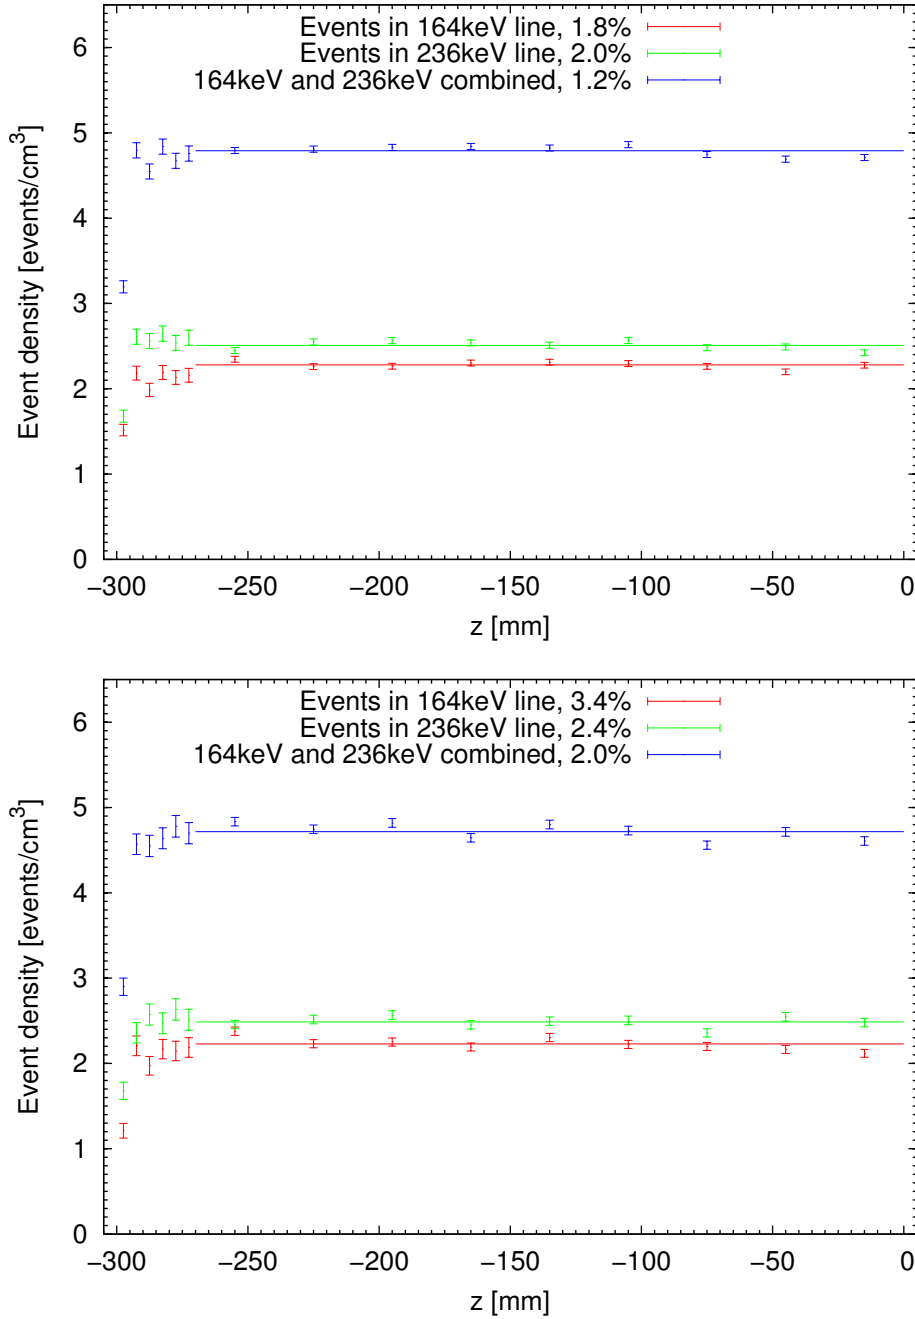 Events in 164keV line, 1.8%
Events in 236keV line, 2.0%
164keV and 236keV combined, 1.2%
6
5
4
3
2
1
0
Event density [events/cm³]
−300 −250 −200 −150 −100 −50 0
z [mm]
Events in 164keV line, 3.4%
Events in 236keV line, 2.4%
164keV and 236keV combined, 2.0%
6
5
4
3
2
1
0
Event density [events/cm³]
−300 −250 −200 −150 −100 −50 0
z [mm]